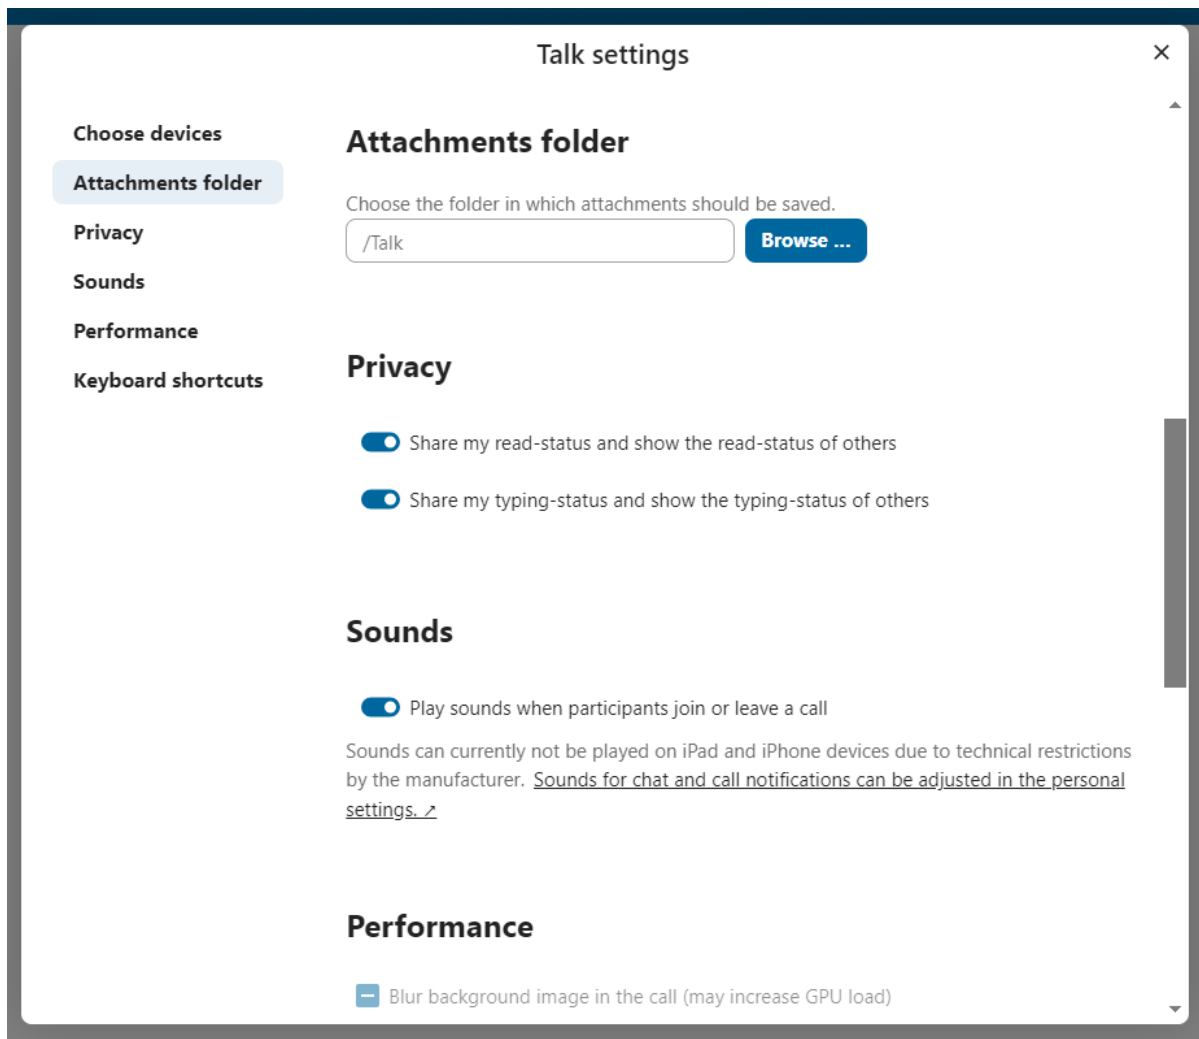 Talk settings
Choose devices
Attachments folder
Privacy
Sounds
Performance
Keyboard shortcuts
Attachments folder
Choose the folder in which attachments should be saved.
/Talk
Browse ...
Privacy
Share my read-status and show the read-status of others
Share my typing-status and show the typing-status of others
Sounds
Play sounds when participants join or leave a call
Sounds can currently not be played on iPad and iPhone devices due to technical restrictions
by the manufacturer. Sounds for chat and call notifications can be adjusted in the personal
settings. ↗
Performance
Blur background image in the call (may increase GPU load)